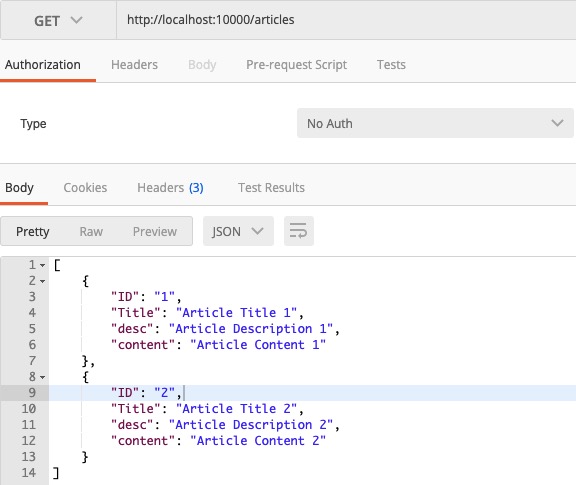 GET http://localhost:10000/articles
Authorization Headers Body Pre-request Script Tests
Type No Auth
Body Cookies Headers (3) Test Results
Pretty Raw Preview JSON
1 [
2 {
3 "ID": "1",
4 "Title": "Article Title 1",
5 "desc": "Article Description 1",
6 "content": "Article Content 1"
7 },
8 {
9 "ID": "2",
10 "Title": "Article Title 2",
11 "desc": "Article Description 2",
12 "content": "Article Content 2"
13 }
14 ]